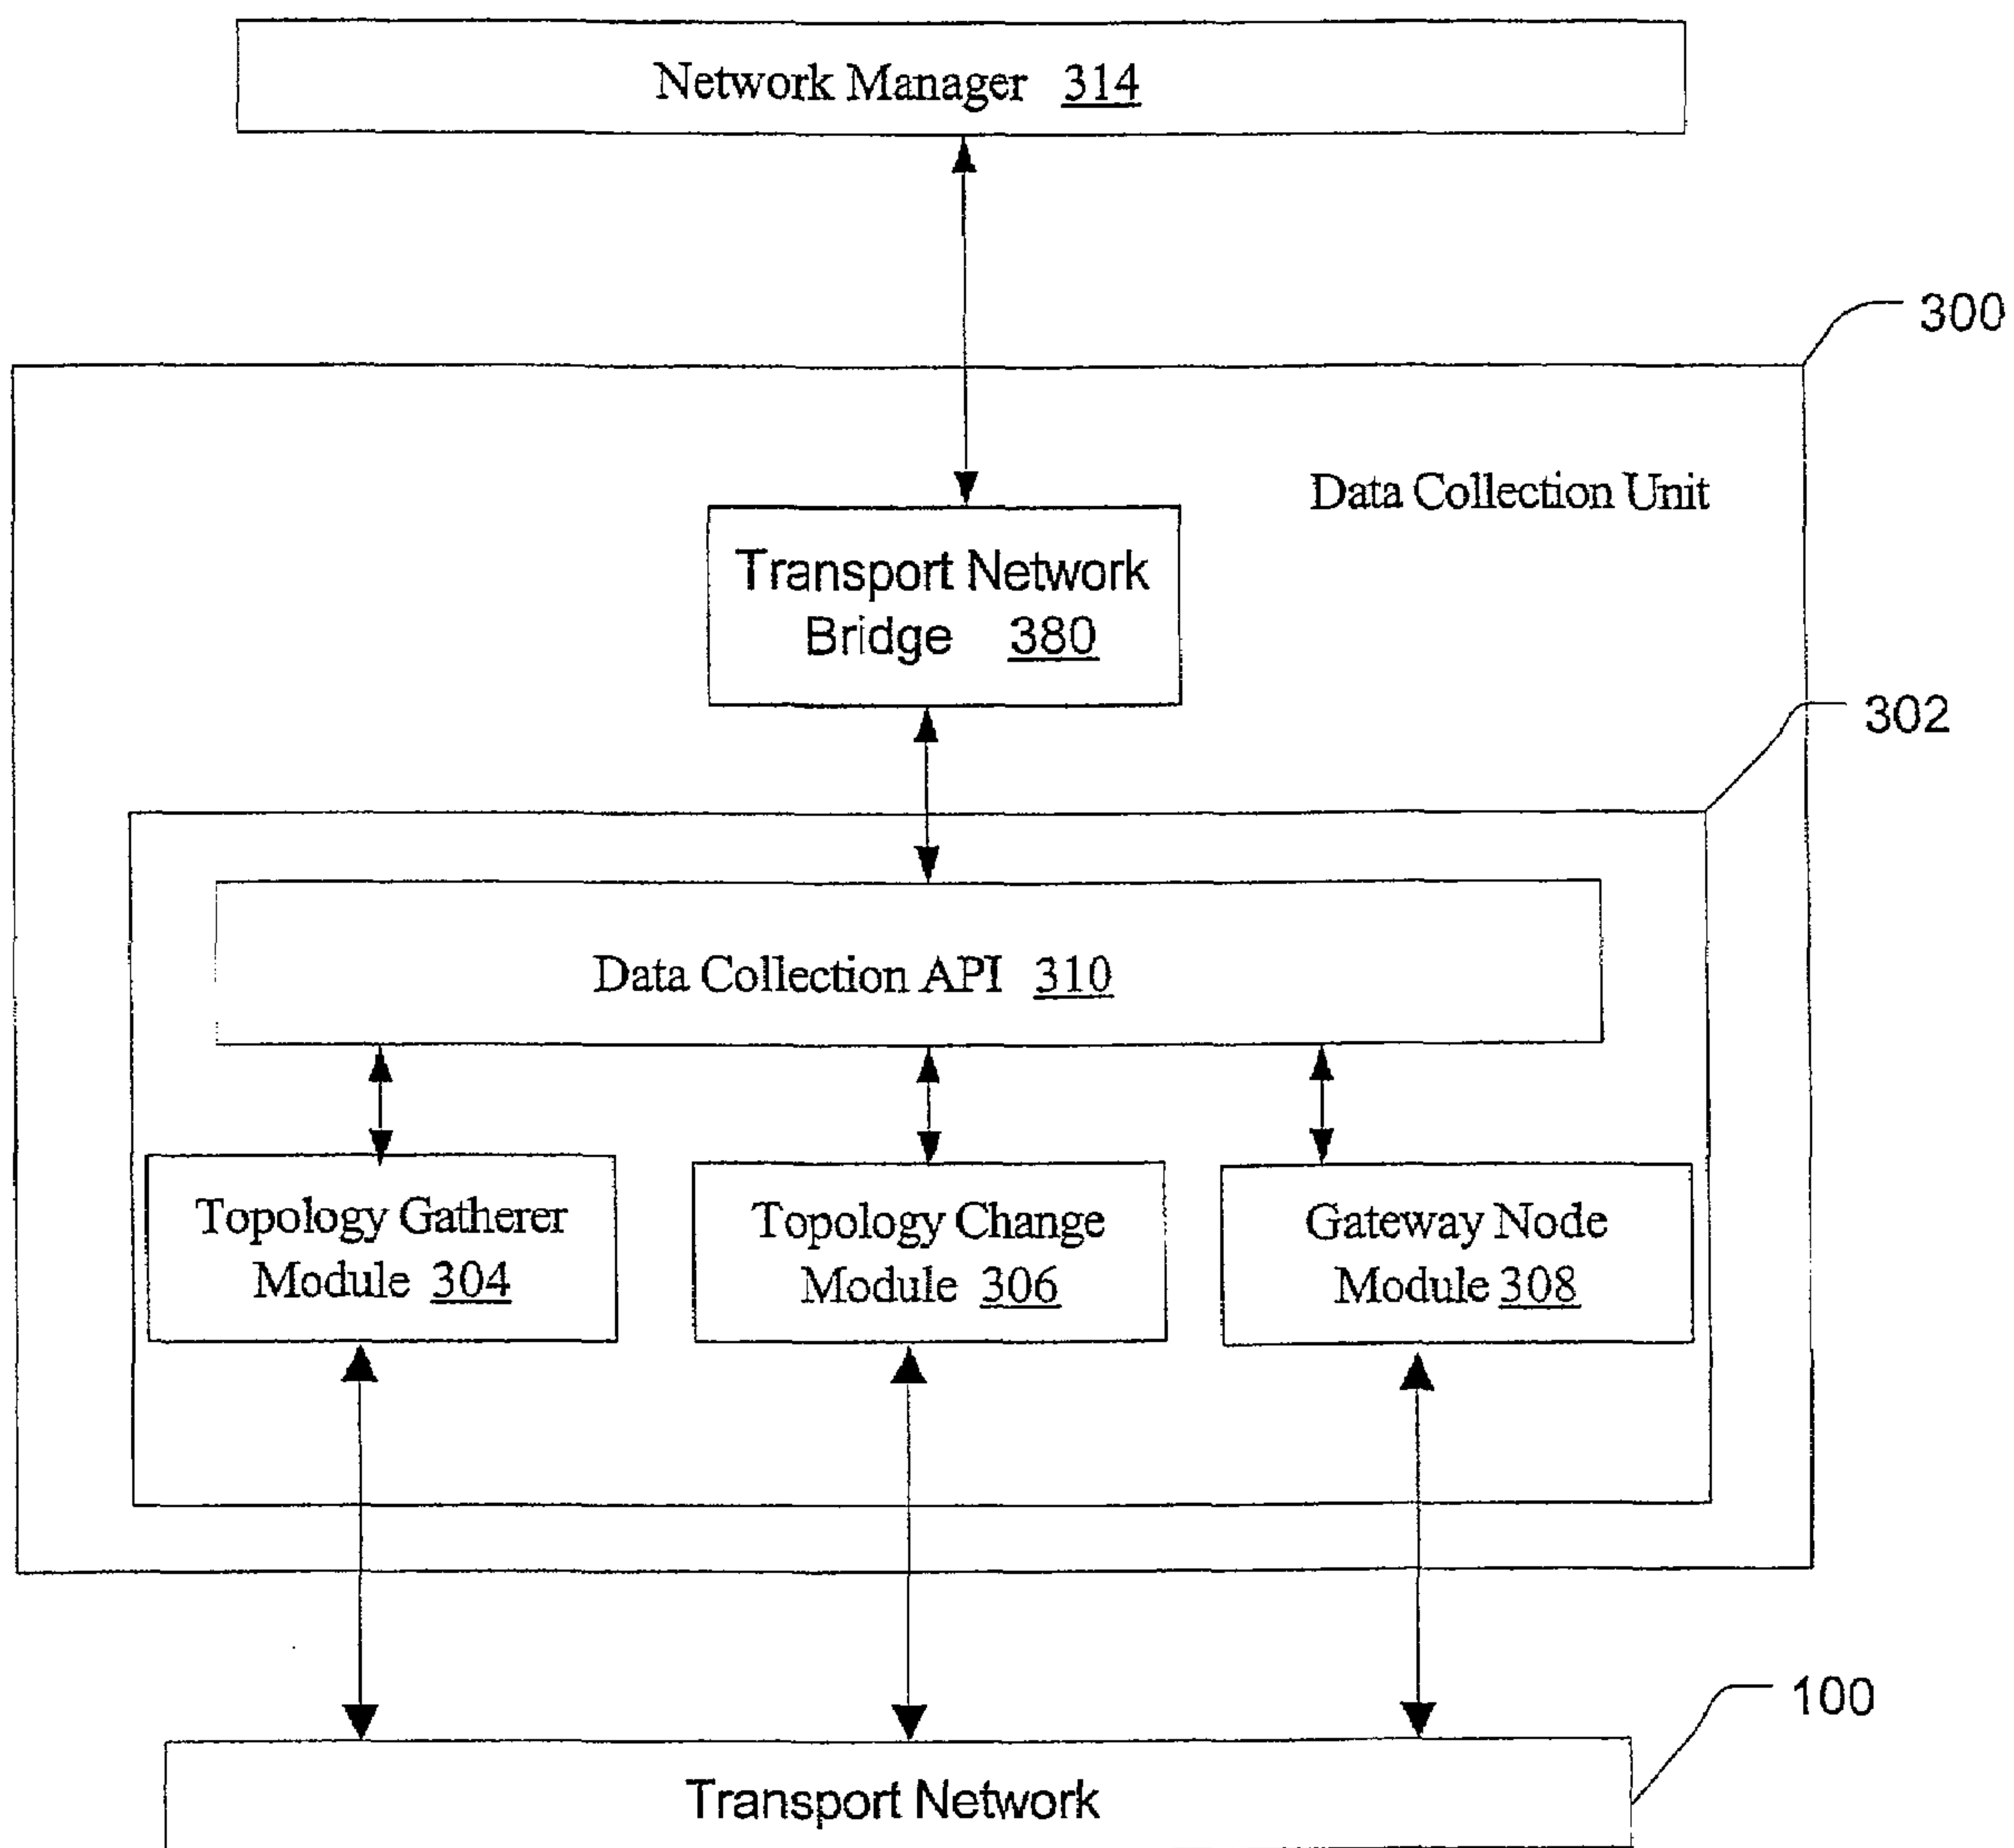 Network Manager 314
300
Data Collection Unit
Transport Network
Bridge 380
302
Data Collection API 310
Topology Gatherer
Module 304
Topology Change
Module 306
Gateway Node
Module 308
100
Transport Network